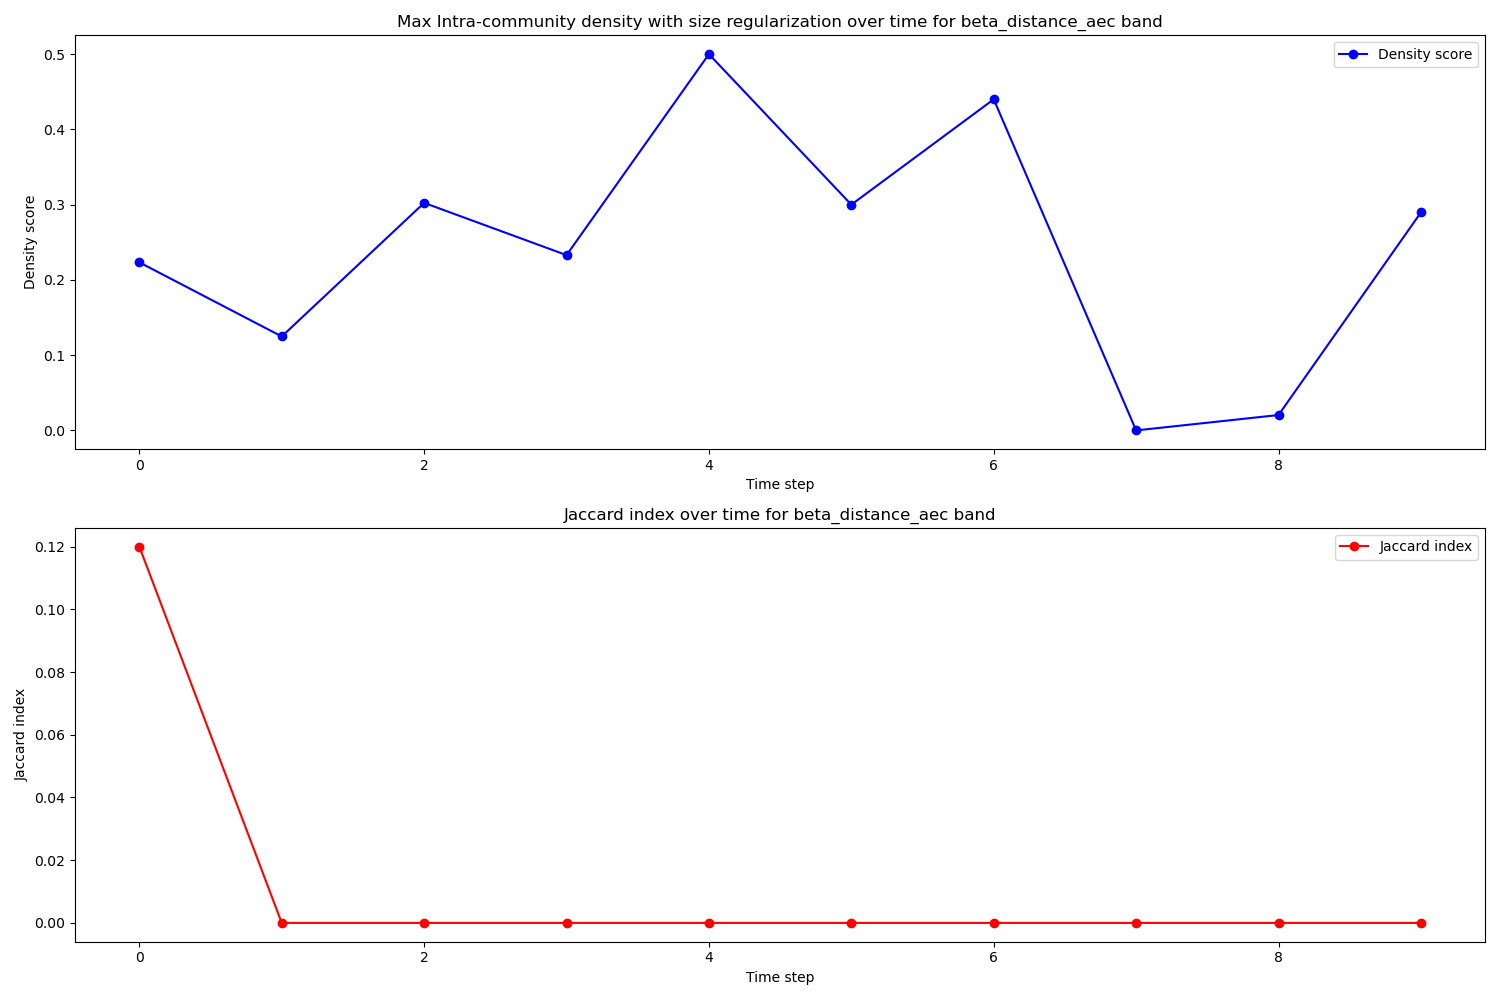 Max Intra-community density with size regularization over time for beta_distance_aec band
Density score
Density score
0.5
0.4
0.3
0.2
0.1
0.0
0 2 4 6 8
Time step
Jaccard index over time for beta_distance_aec band
Jaccard index
Jaccard index
0.12
0.10
0.08
0.06
0.04
0.02
0.00
0 2 4 6 8
Time step